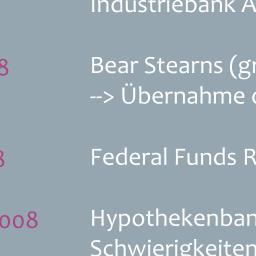 Industriebank A
8 Bear Stearns (gr
--> Übernahme
8 Federal Funds R
008 Hypothekenban
Schwierigkeiten